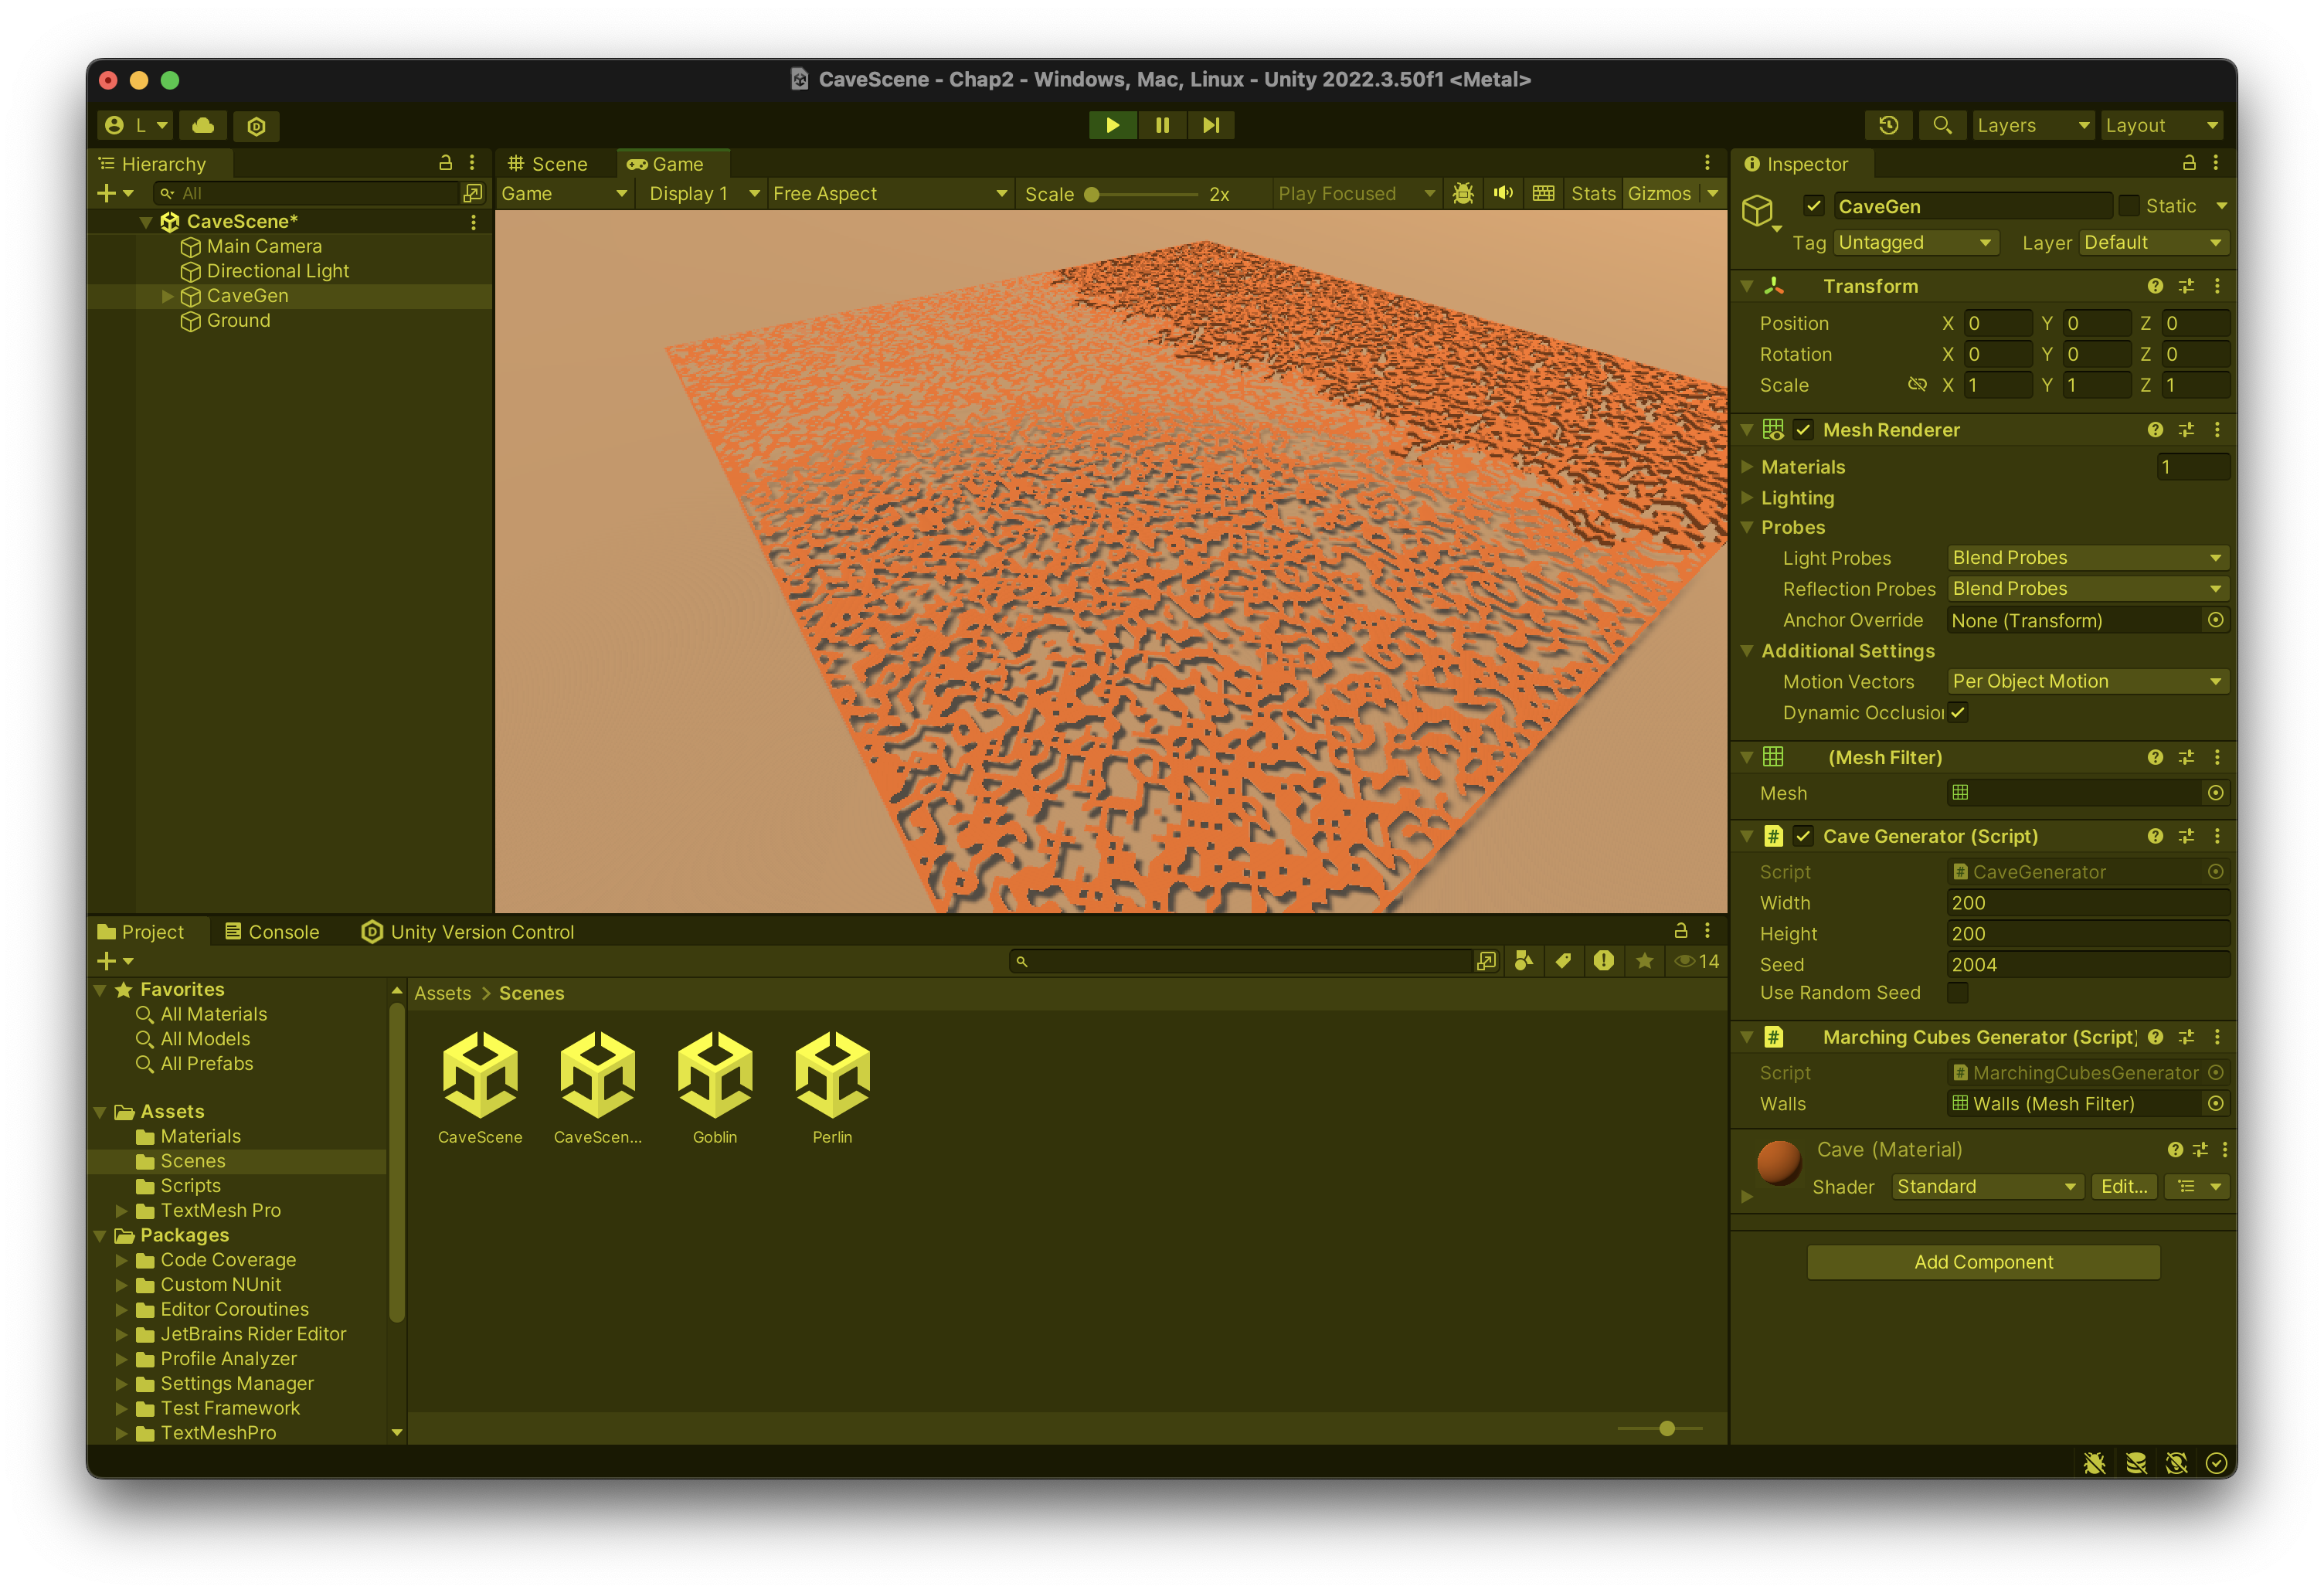 CaveScene - Chap2 - Windows, Mac, Linux - Unity 2022.3.50f1 <Metal>
L
Layers
Layout
Hierarchy
All
CaveScene*
Main Camera
Directional Light
CaveGen
Ground
Scene
Game
Game
Display 1
Free Aspect
Scale
2x
Play Focused
Stats
Gizmos
Inspector
CaveGen
Static
Tag
Untagged
Layer
Default
Transform
Position X 0 Y 0 Z 0
Rotation X 0 Y 0 Z 0
Scale X 1 Y 1 Z 1
Mesh Renderer
Materials 1
Lighting
Probes
Light Probes Blend Probes
Reflection Probes Blend Probes
Anchor Override None (Transform)
Additional Settings
Motion Vectors Per Object Motion
Dynamic Occlusion
(Mesh Filter)
Mesh
Cave Generator (Script)
Script # CaveGenerator
Width 200
Height 200
Seed 2004
Use Random Seed
Marching Cubes Generator (Script)
Script # MarchingCubesGenerator
Walls Walls (Mesh Filter)
Cave (Material)
Shader Standard Edit...
Add Component
Project
Console
Unity Version Control
14
Favorites
All Materials
All Models
All Prefabs
Assets
Materials
Scenes
Scripts
TextMesh Pro
Packages
Code Coverage
Custom NUnit
Editor Coroutines
JetBrains Rider Editor
Profile Analyzer
Settings Manager
Test Framework
TextMeshPro
Assets > Scenes
CaveScene
CaveScen...
Goblin
Perlin